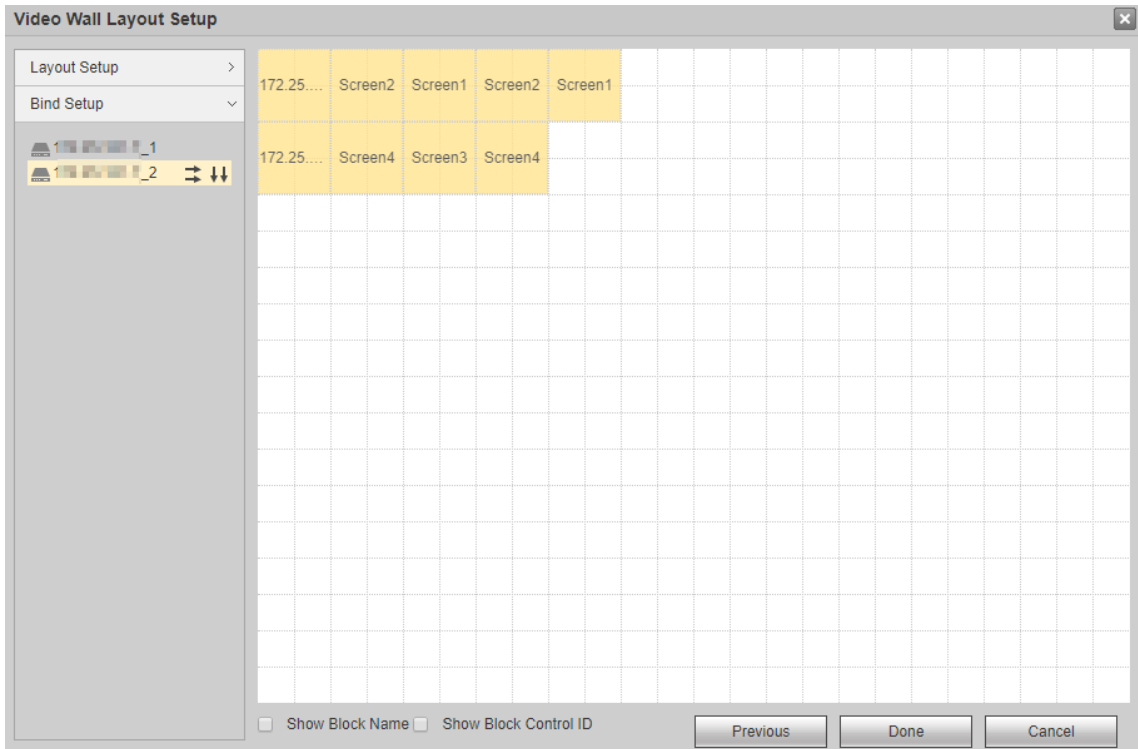 Video Wall Layout Setup
Layout Setup
Bind Setup
_1
_2
172.25.... Screen2 Screen1 Screen2 Screen1
172.25.... Screen4 Screen3 Screen4
Show Block Name Show Block Control ID
Previous Done Cancel